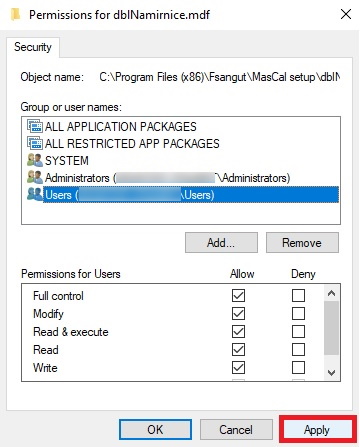 Permissions for dblNamirnice.mdf
Security
Object name: C:\Program Files (x86)\Fsangut\MasCal setup\dblN
Group or user names:
ALL APPLICATION PACKAGES
ALL RESTRICTED APP PACKAGES
SYSTEM
Administrators ( \Administrators)
Users ( \Users)
Add... Remove
Permissions for Users Allow Deny
Full control
Modify
Read & execute
Read
Write
OK Cancel Apply